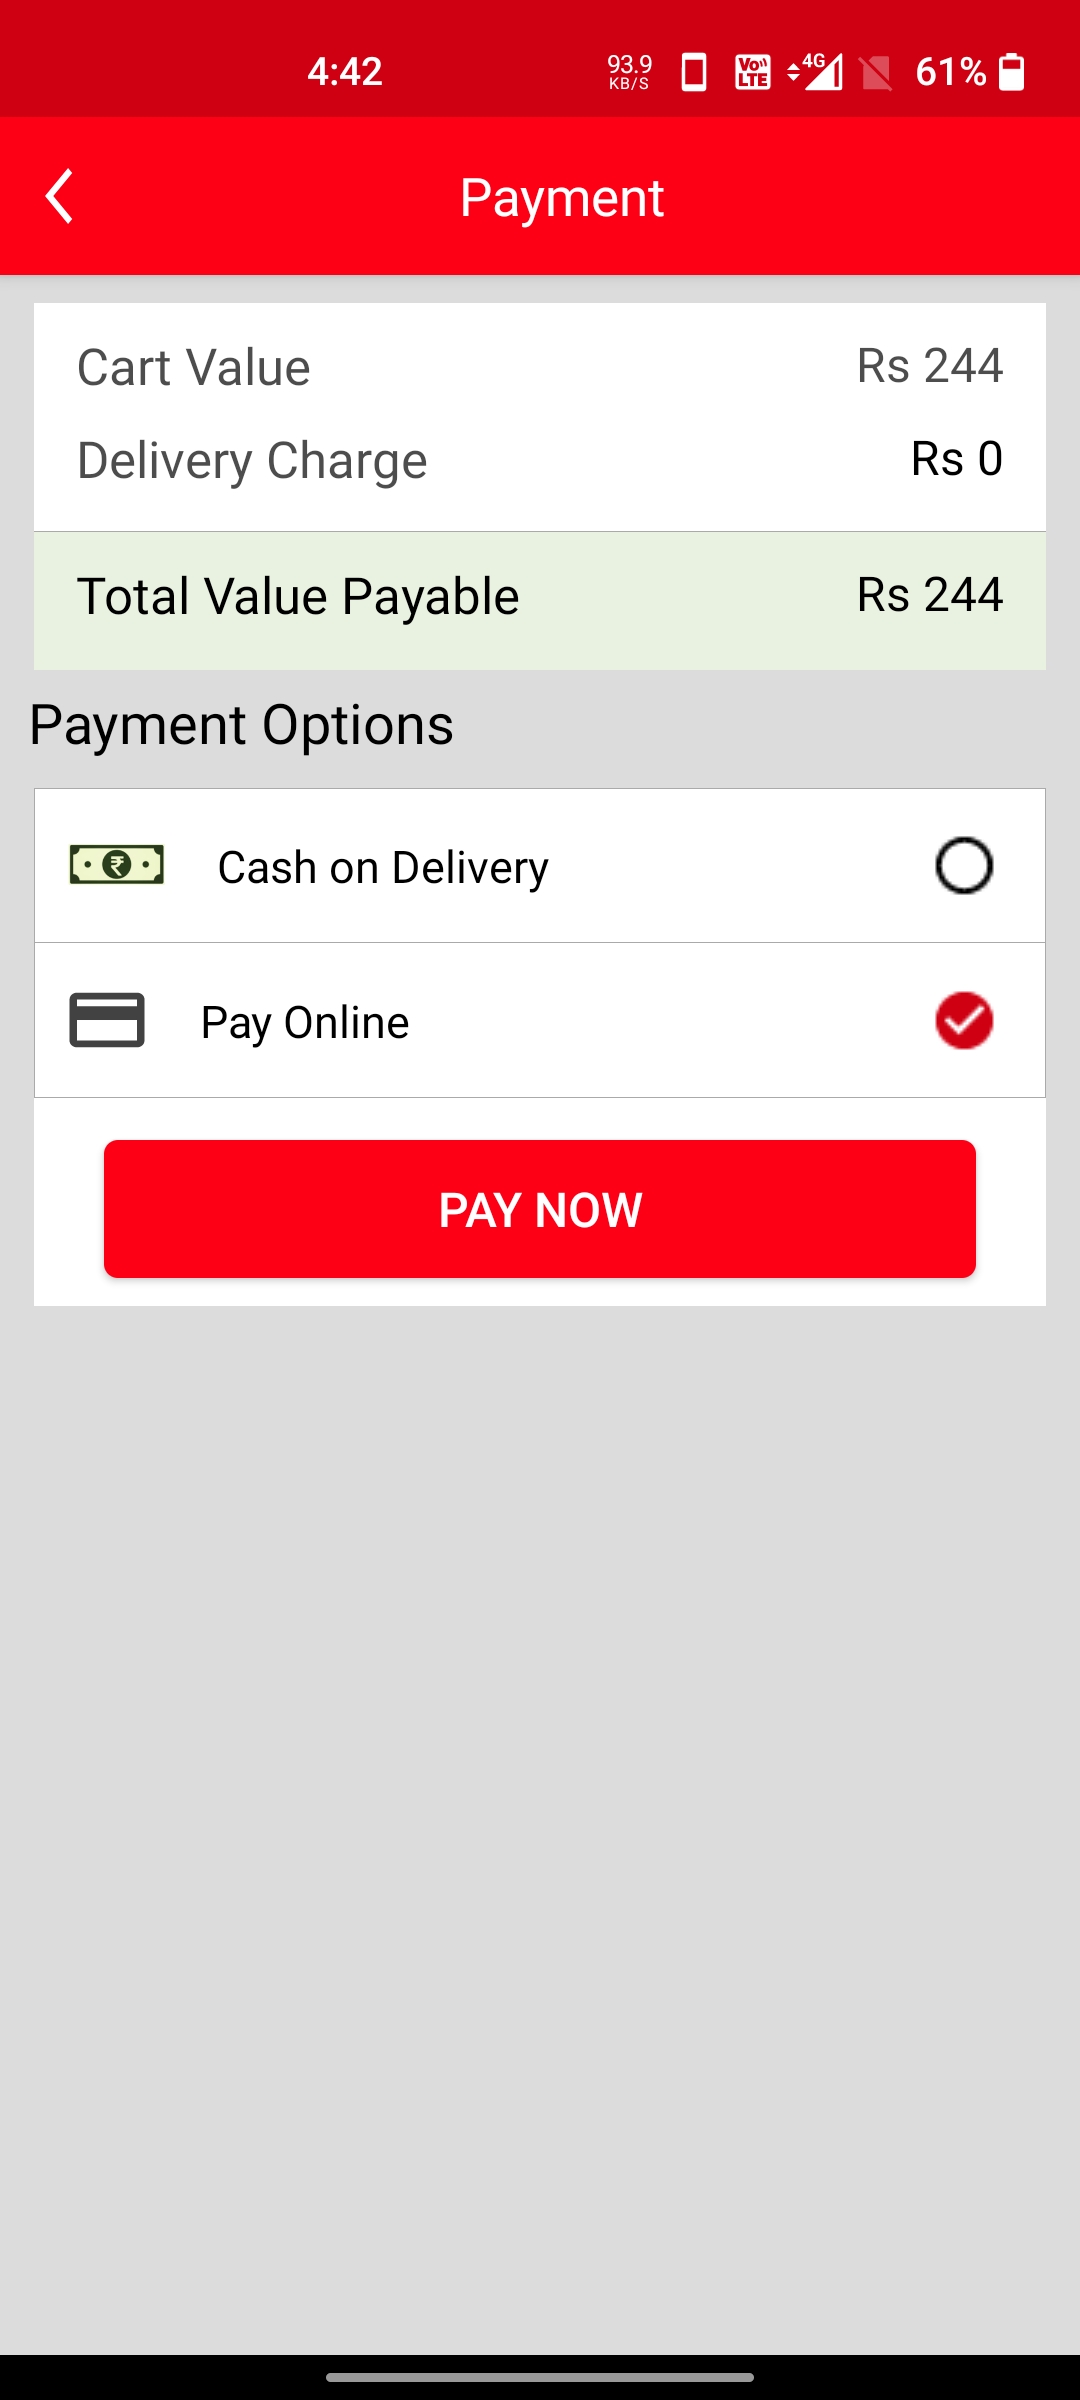 4:42 93.9 KB/S Vo LTE 4G 61%
Payment
Cart Value Rs 244
Delivery Charge Rs 0
Total Value Payable Rs 244
Payment Options
Cash on Delivery
Pay Online
PAY NOW